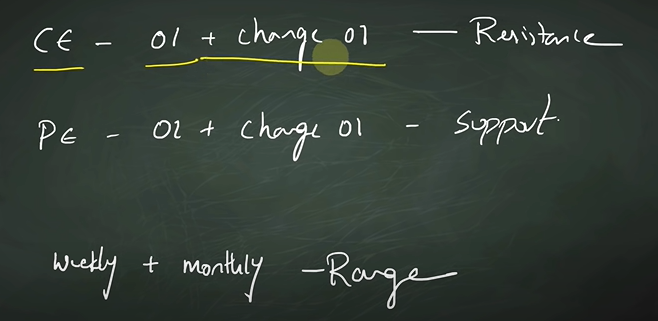 CE - OI + change OI — Resistance
PE - OI + change OI - support.
weekly + monthly - Range